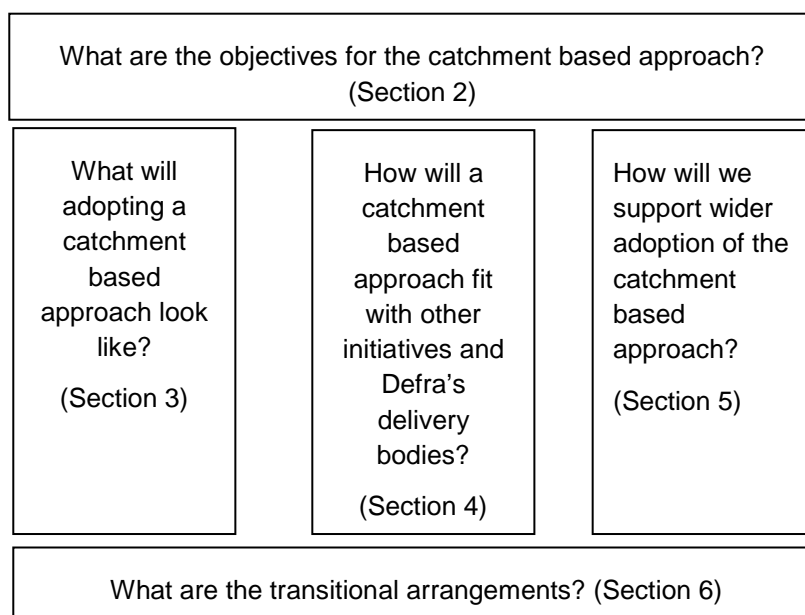 What are the objectives for the catchment based approach?
(Section 2)
What will
adopting a
catchment
based
approach look
like?
(Section 3)
How will a
catchment
based
approach fit
with other
initiatives and
Defra’s
delivery
bodies?
(Section 4)
How will we
support wider
adoption of the
catchment
based
approach?
(Section 5)
What are the transitional arrangements? (Section 6)